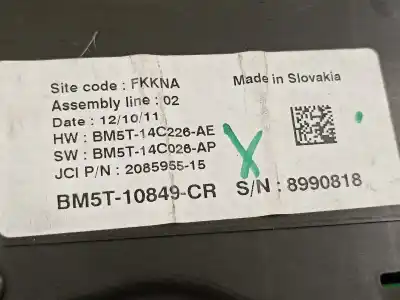 Site code : FKKNA
Made in Slovakia
Assembly line : 02
Date : 12/10/11
HW : BM5T-14C226-AE
SW : BM5T-14C026-AP
JCI P/N : 2085955-15
BM5T-10849-CR S/N : 8990818